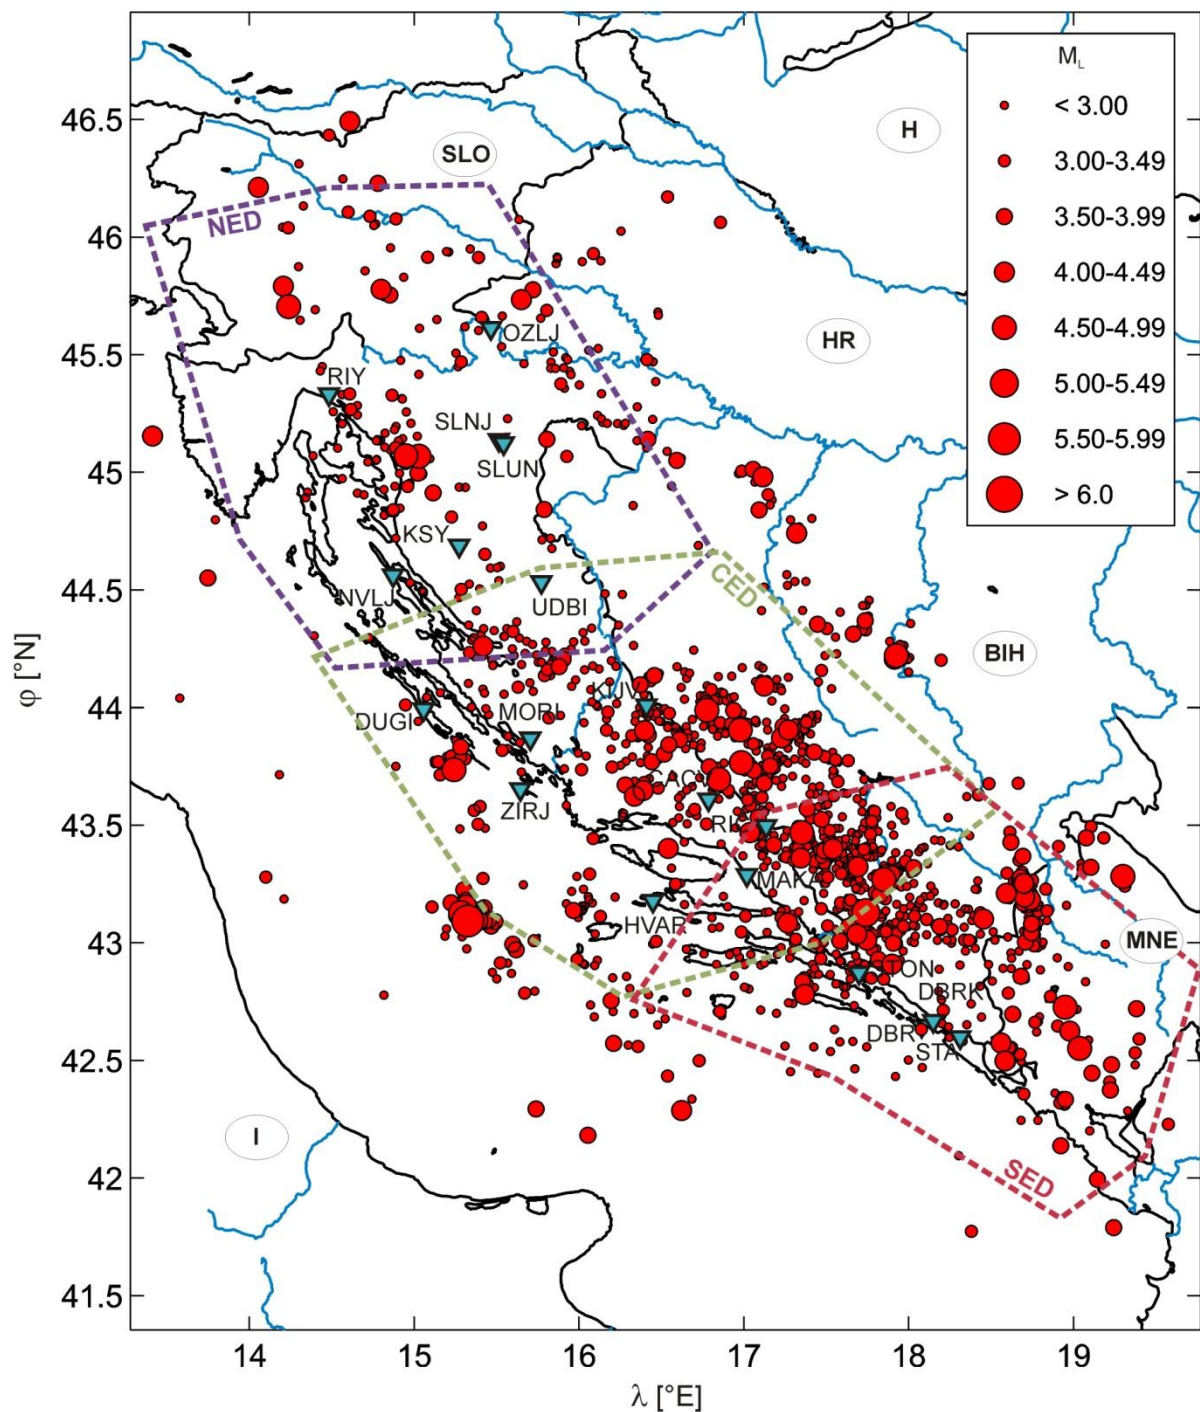 M_L
< 3.00
3.00-3.49
3.50-3.99
4.00-4.49
4.50-4.99
5.00-5.49
5.50-5.99
> 6.0
H
SLO
NED
HR
OZLJ
RIY
SLNJ
SLUN
KSY
NVLJ
UDBI
CED
BIH
KIJV
DUGI
MORI
ZIRJ
MAKA
HVAR
MNE
STON
DBRK
DBR
STA
SED
I
46.5
46
45.5
45
44.5
44
43.5
43
42.5
42
41.5
φ [°N]
14 15 16 17 18 19
λ [°E]